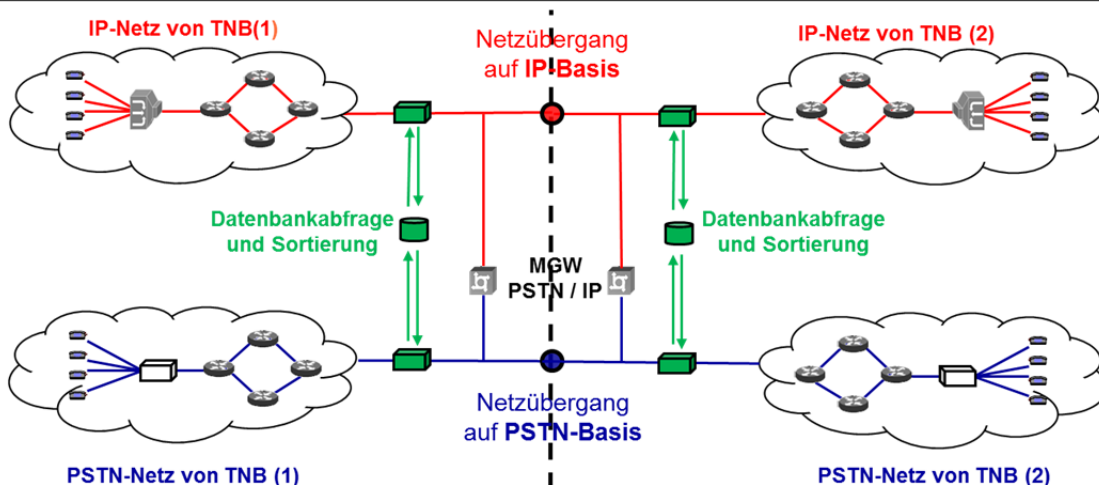 IP-Netz von TNB(1)
Netzübergang
auf IP-Basis
IP-Netz von TNB (2)
Datenbankabfrage
und Sortierung
Datenbankabfrage
und Sortierung
MGW
PSTN / IP
Netzübergang
auf PSTN-Basis
PSTN-Netz von TNB (1)
PSTN-Netz von TNB (2)